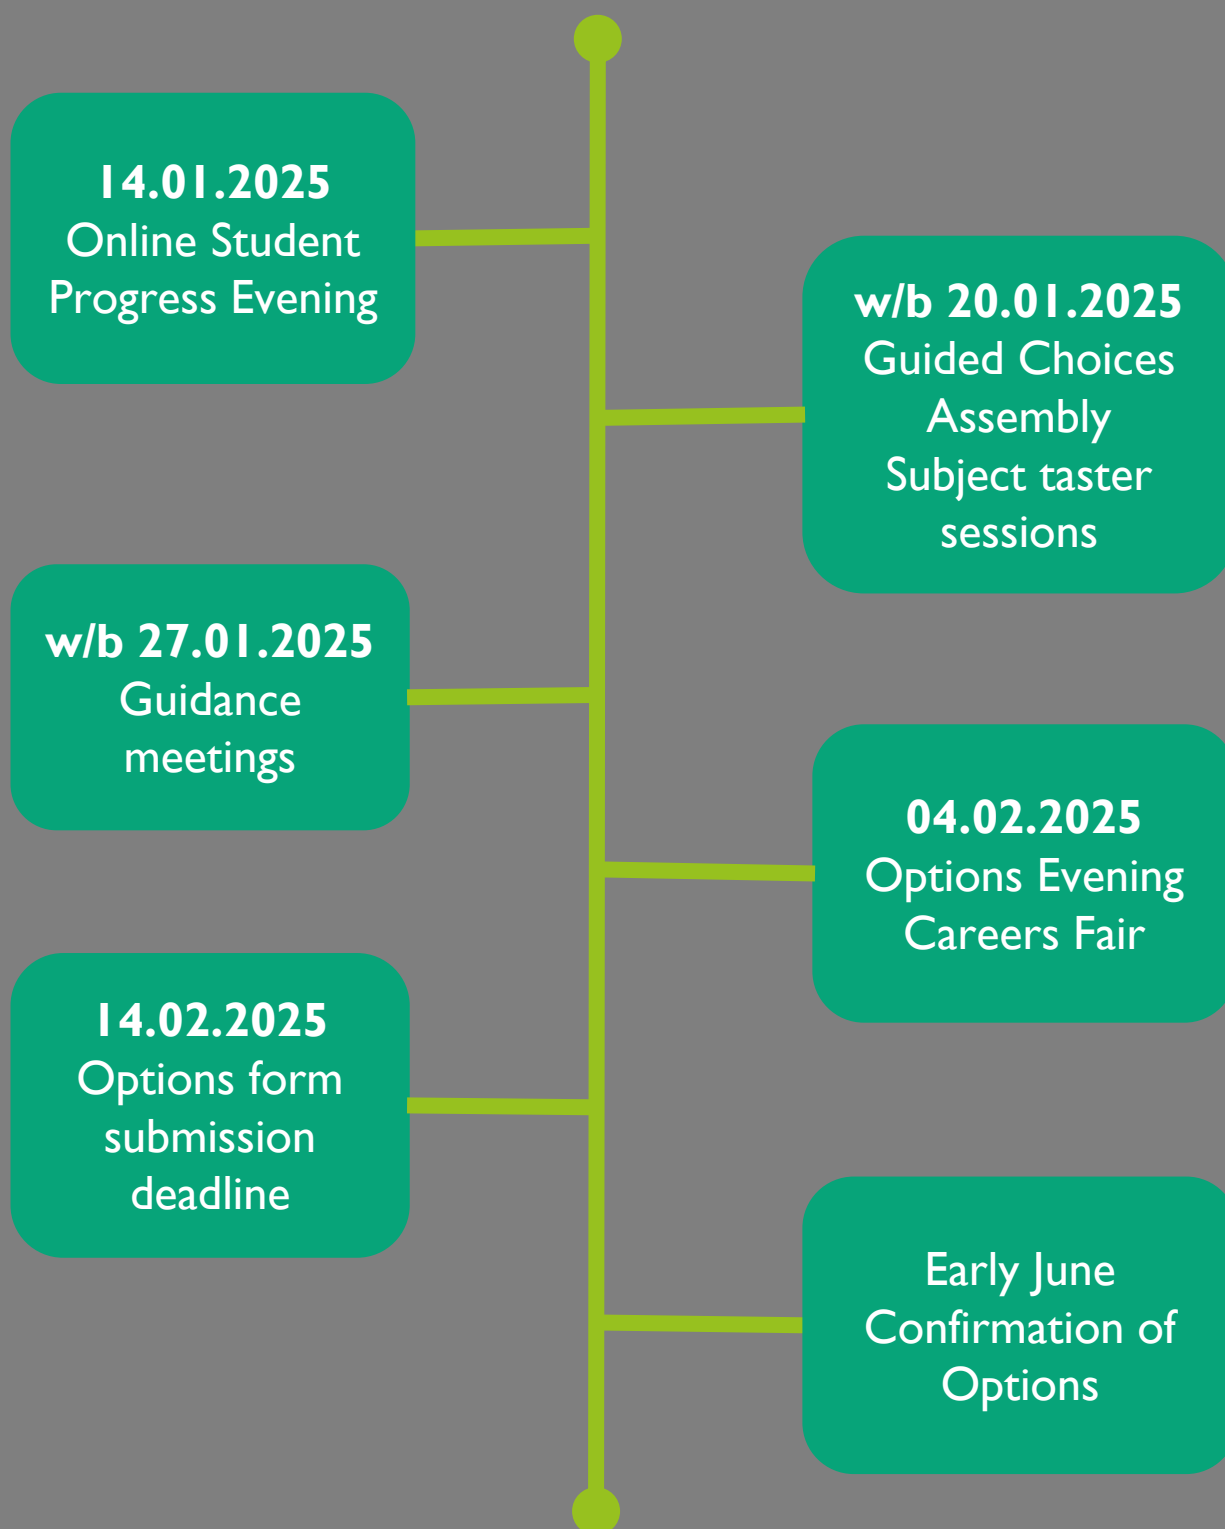 14.01.2025
Online Student
Progress Evening
w/b 20.01.2025
Guided Choices
Assembly
Subject taster
sessions
w/b 27.01.2025
Guidance
meetings
04.02.2025
Options Evening
Careers Fair
14.02.2025
Options form
submission
deadline
Early June
Confirmation of
Options